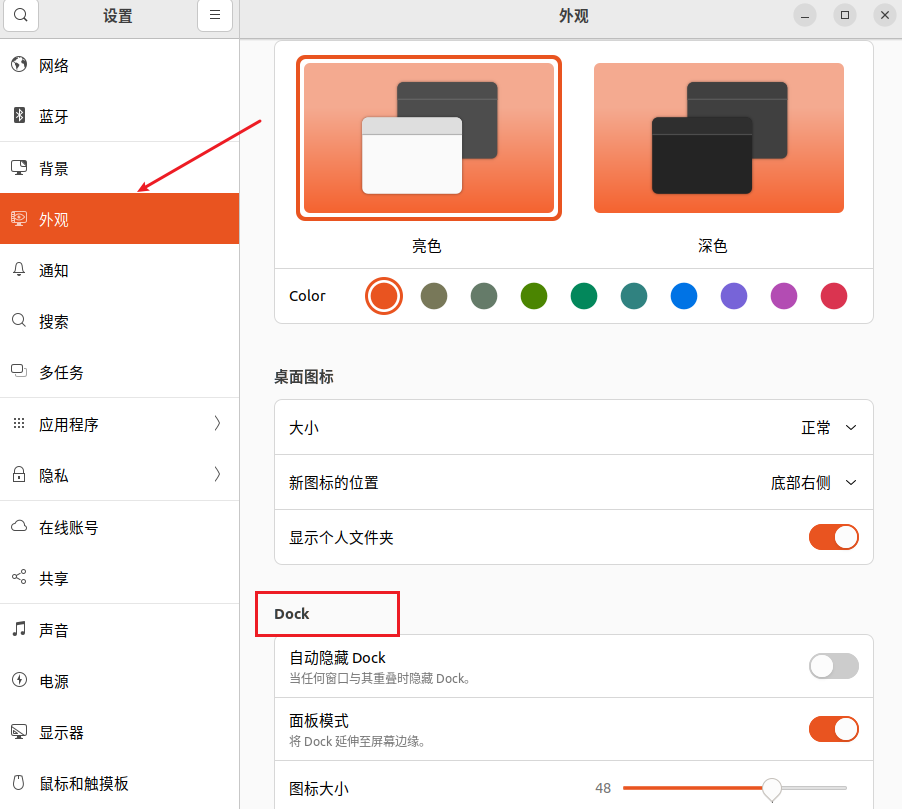 设置
外观
网络
蓝牙
背景
外观
通知
搜索
多任务
应用程序
隐私
在线账号
共享
声音
电源
显示器
鼠标和触摸板
亮色
深色
Color
桌面图标
大小
正常
新图标的位置
底部右侧
显示个人文件夹
Dock
自动隐藏 Dock
当任何窗口与其重叠时隐藏 Dock。
面板模式
将 Dock 延伸至屏幕边缘。
图标大小
48